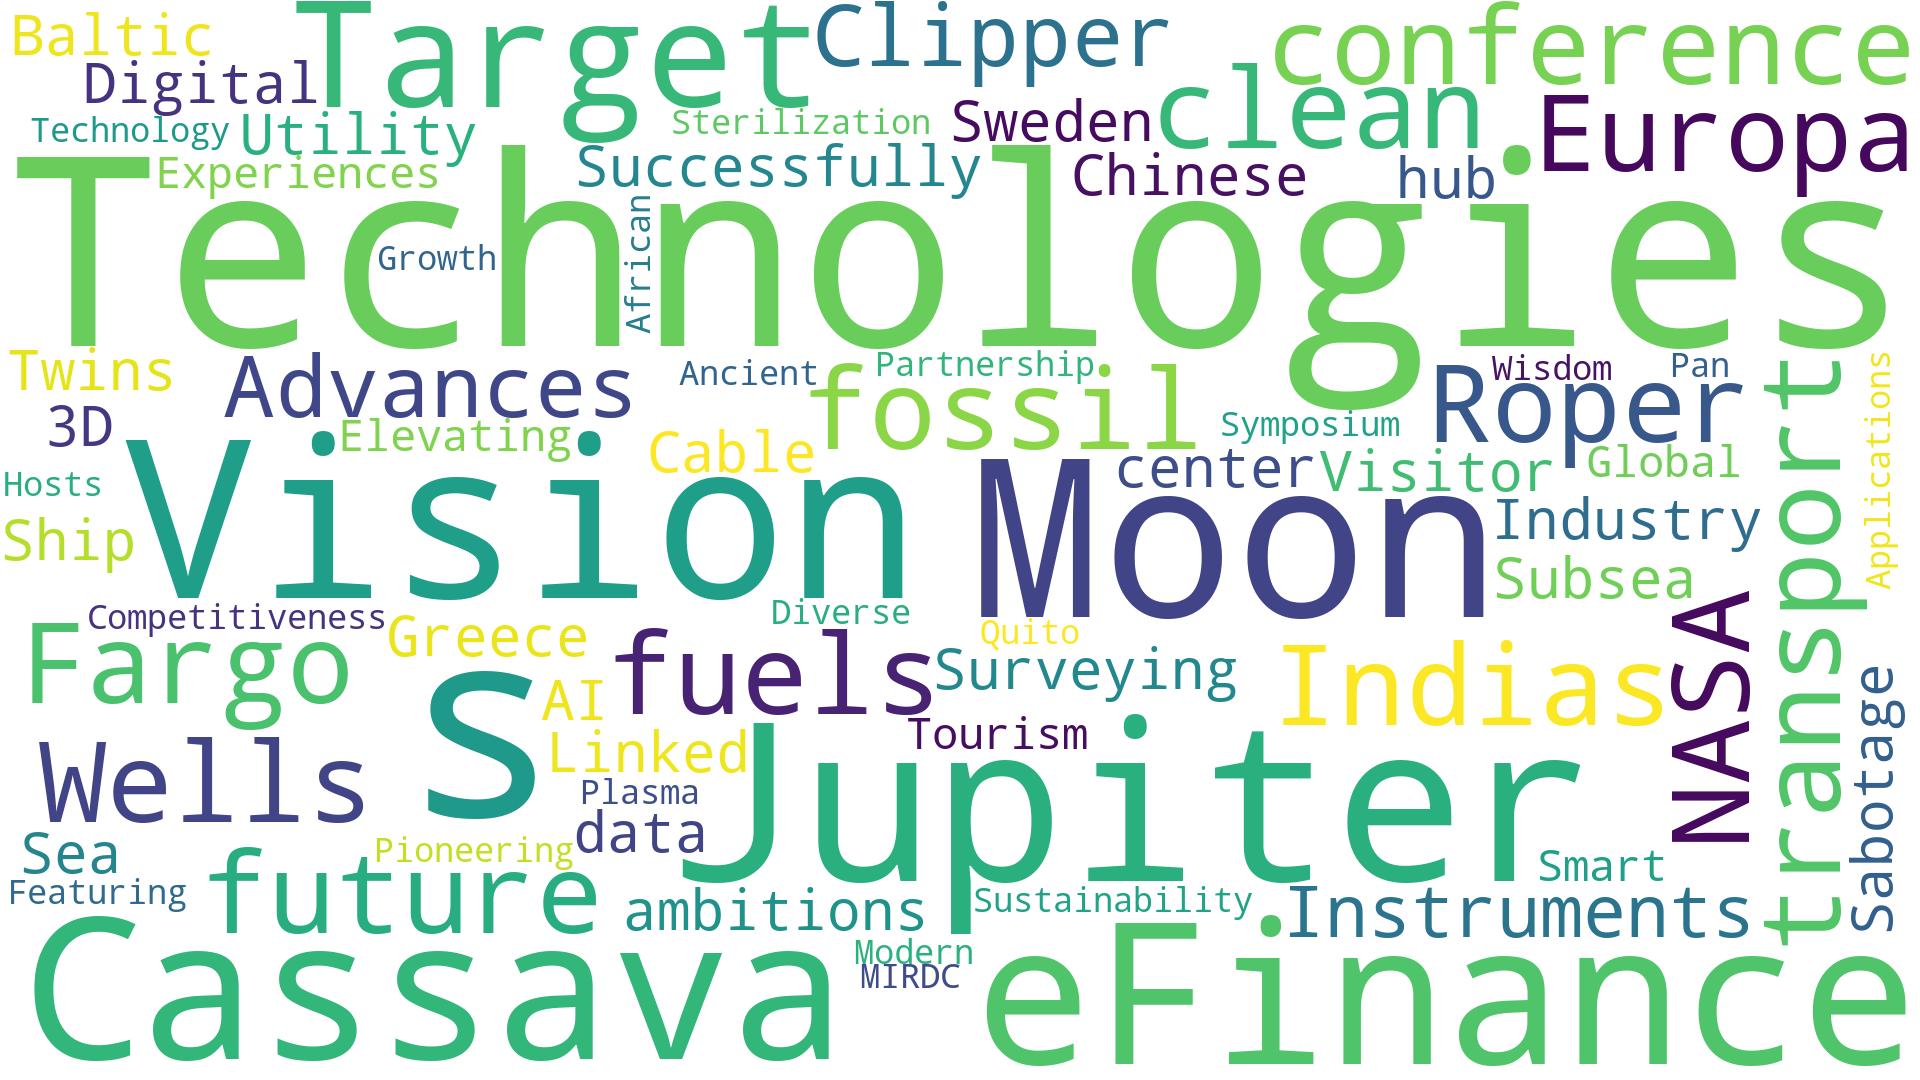 Baltic
Target
Clipper
conference
Digital
Technology
Utility
Sterilization
Sweden
clean
Europa
Experiences
Successfully
Chinese
hub
Technologies
Growth
African
Twins
Advances
Ancient
Partnership
fossil
Roper
Wisdom
Pan
transport
Applications
3D
Elevating
Cable
Symposium
Hosts
Vision
Moon
center
Visitor
Global
Ship
Industry
Subsea
Competitiveness
Diverse
NASA
Fargo
Greece
fuels
Quito
Surveying
Indias
s
AI
Tourism
Sabotage
Wells
Linked
Jupiter
Plasma
data
Sea
Pioneering
Smart
Featuring
future
ambitions
Sustainability
Instruments
Cassava
Modern
MIRDC
eFinance